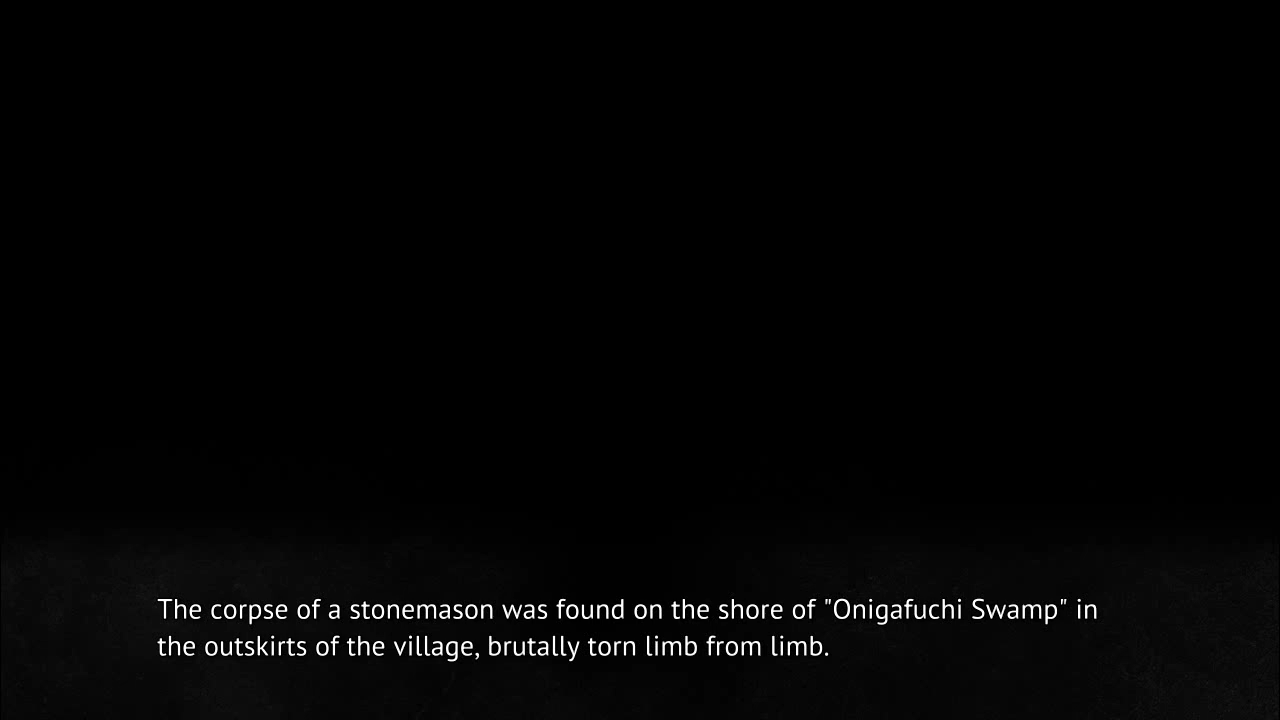 The corpse of a stonemason was found on the shore of "Onigafuchi Swamp" in
the outskirts of the village, brutally torn limb from limb.